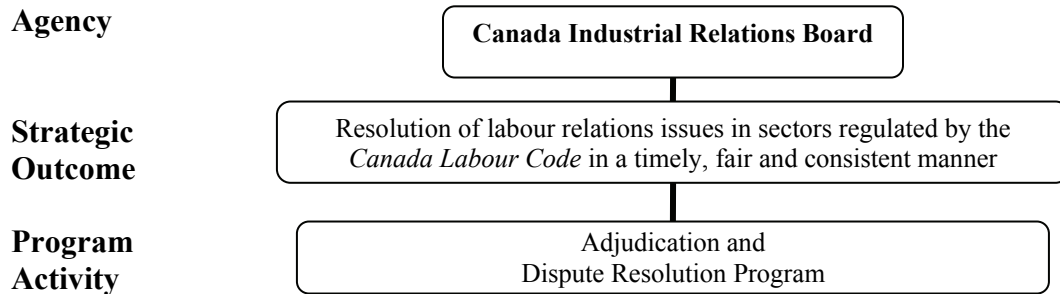 Agency
Canada Industrial Relations Board
Strategic
Outcome
Resolution of labour relations issues in sectors regulated by the
Canada Labour Code in a timely, fair and consistent manner
Program
Activity
Adjudication and
Dispute Resolution Program